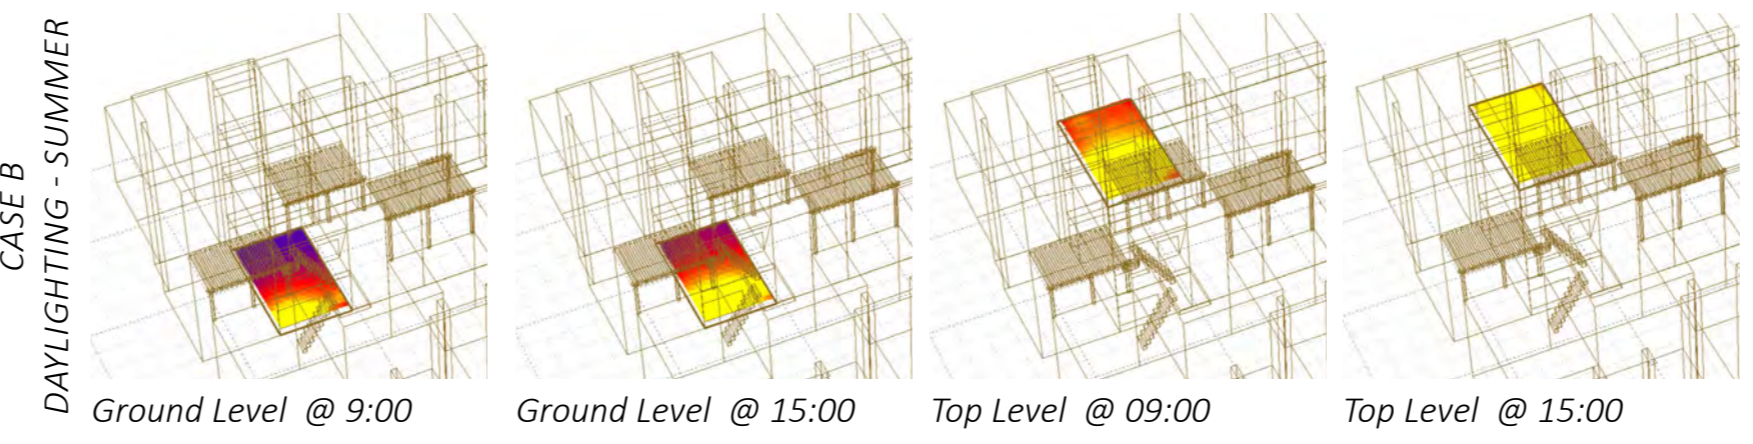 CASE B
DAYLIGHTING - SUMMER
Ground Level @ 9:00
Ground Level @ 15:00
Top Level @ 09:00
Top Level @ 15:00